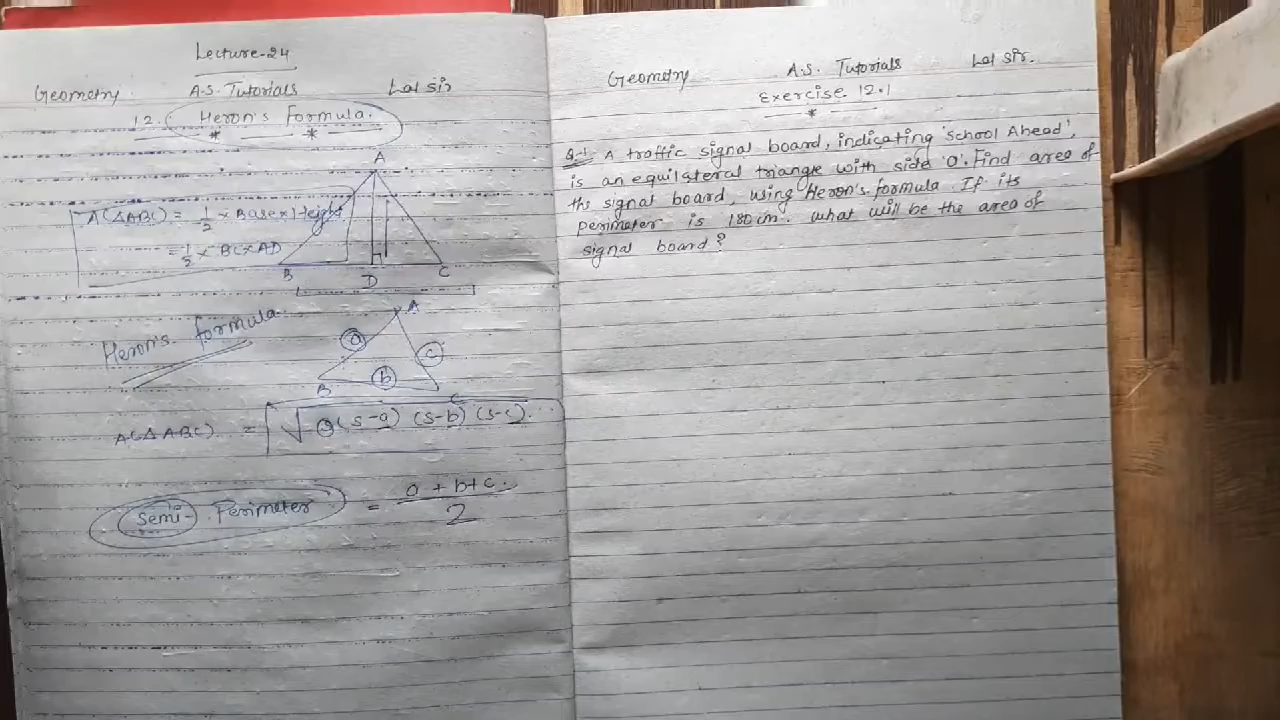 Lecture-24
Geometry A.S. Tutorials Lal sir
12. Heron's Formula.
A
A(ΔABC) = 1/2 × Base × Height
= 1/2 × BC × AD
B D C
Heron's formula
A
a c
B b C
A(ΔABC) = √s(s-a) (s-b) (s-c)
Semi- Perimeter = a + b + c / 2
Geometry A.S. Tutorials Lal sir.
Exercise 12.1
Q-1 A traffic signal board, indicating 'School Ahead',
is an equilateral triangle with side 'a'. Find area of
the signal board, using Heron's formula. If its
perimeter is 180 cm. what will be the area of
signal board?